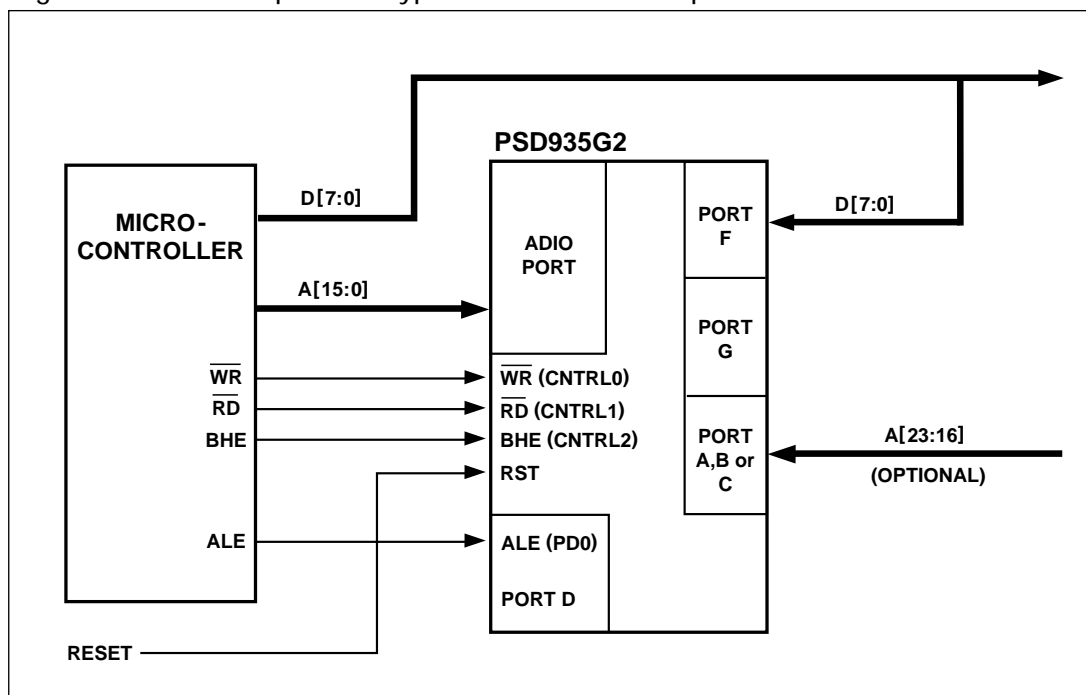 PSD935G2
MICRO-
CONTROLLER
D[7:0]
A[15:0]
WR
RD
BHE
ALE
RESET
ADIO
PORT
WR (CNTRL0)
RD (CNTRL1)
BHE (CNTRL2)
RST
ALE (PD0)
PORT D
PORT
F
PORT
G
PORT
A,B or
C
D[7:0]
A[23:16]
(OPTIONAL)